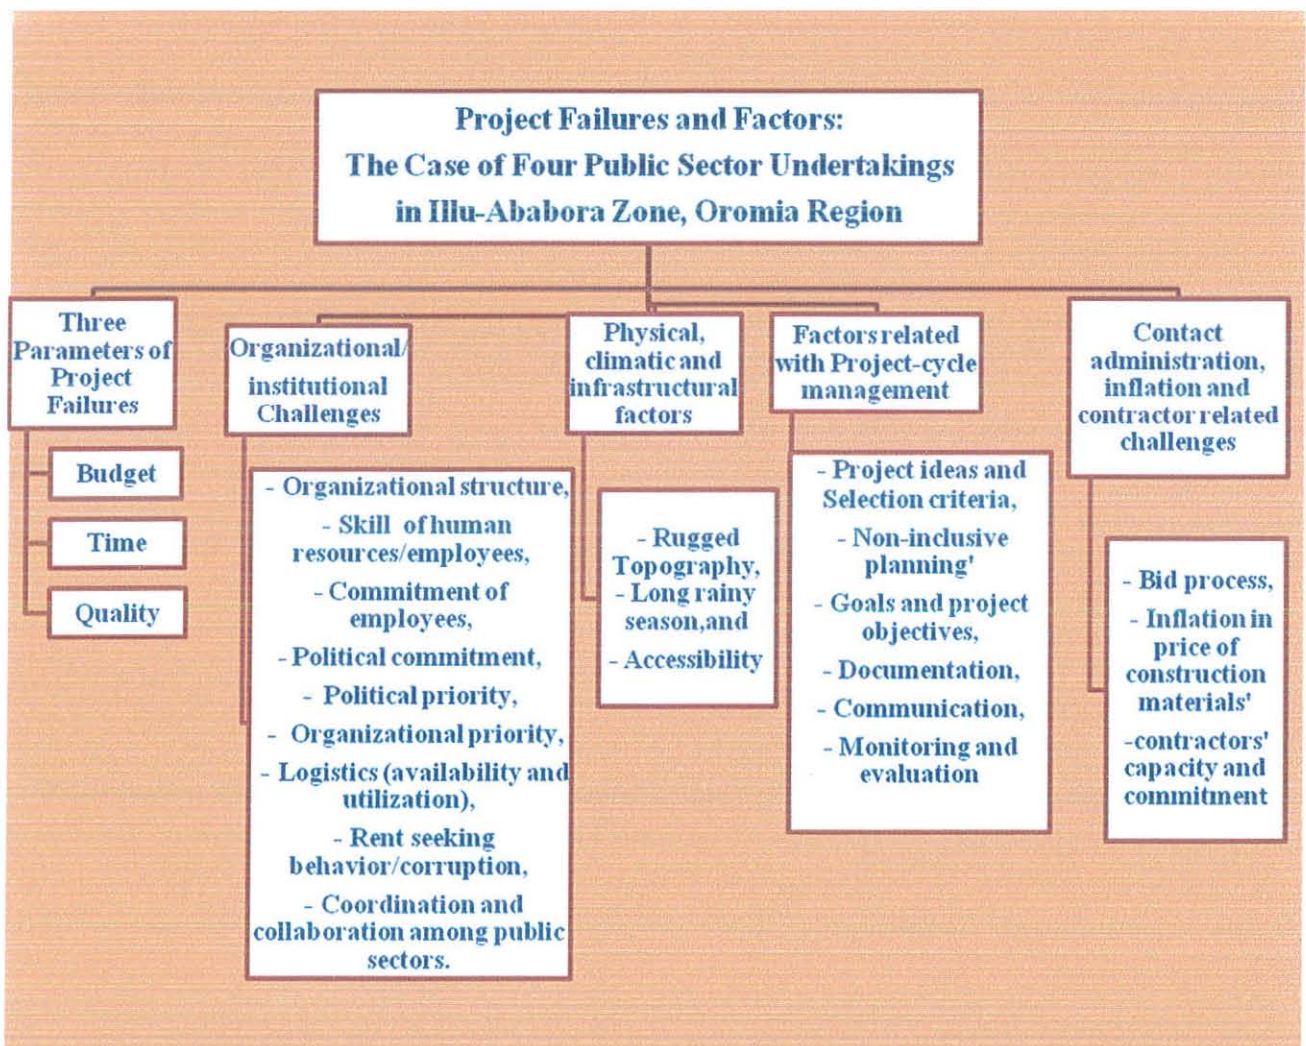 Project Failures and Factors:
The Case of Four Public Sector Undertakings
in Illu-Ababora Zone, Oromia Region
Three
Parameters of
Project
Failures
Budget
Time
Quality
Organizational/
institutional
Challenges
- Organizational structure,
- Skill of human
resources/employees,
- Commitment of
employees,
- Political commitment,
- Political priority,
- Organizational priority,
- Logistics (availability and
utilization),
- Rent seeking
behavior/corruption,
- Coordination and
collaboration among public
sectors.
Physical,
climatic and
infrastructural
factors
- Rugged
Topography,
- Long rainy
season,and
- Accessibility
Factors related
with Project-cycle
management
- Project ideas and
Selection criteria,
- Non-inclusive
planning'
- Goals and project
objectives,
- Documentation,
- Communication,
- Monitoring and
evaluation
Contact
administration,
inflation and
contractor related
challenges
- Bid process,
- Inflation in
price of
construction
materials'
-contractors'
capacity and
commitment